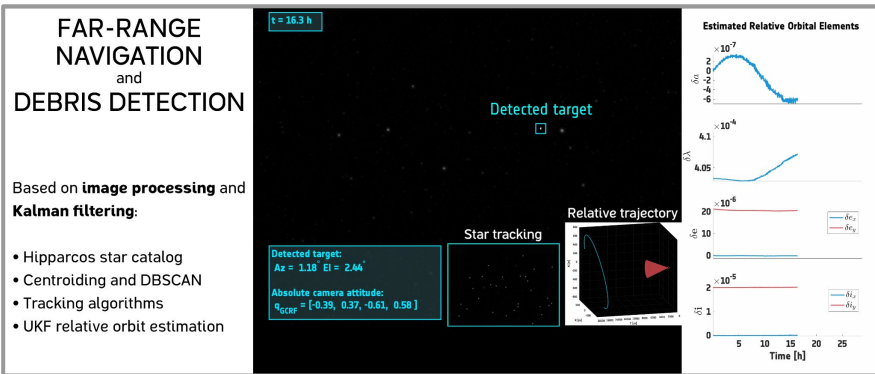 FAR-RANGE
NAVIGATION
and
DEBRIS DETECTION
Based on image processing and
Kalman filtering:
• Hipparcos star catalog
• Centroiding and DBSCAN
• Tracking algorithms
• UKF relative orbit estimation
t = 16.3 h
Detected target
Detected target:
Az = 1.18° El = 2.44°
Absolute camera attitude:
q_GCRF = [-0.39, 0.37, -0.61, 0.58 ]
Star tracking
Relative trajectory
Estimated Relative Orbital Elements
×10⁻⁷
2
0
-2
-4
-6
δa
×10⁻⁴
4.1
4.05
δλ
×10⁻⁶
20
10
0
δe
δeₓ
δe_y
×10⁻⁵
2
1
0
δi
δiₓ
δi_y
5 10 15 20 25
Time [h]